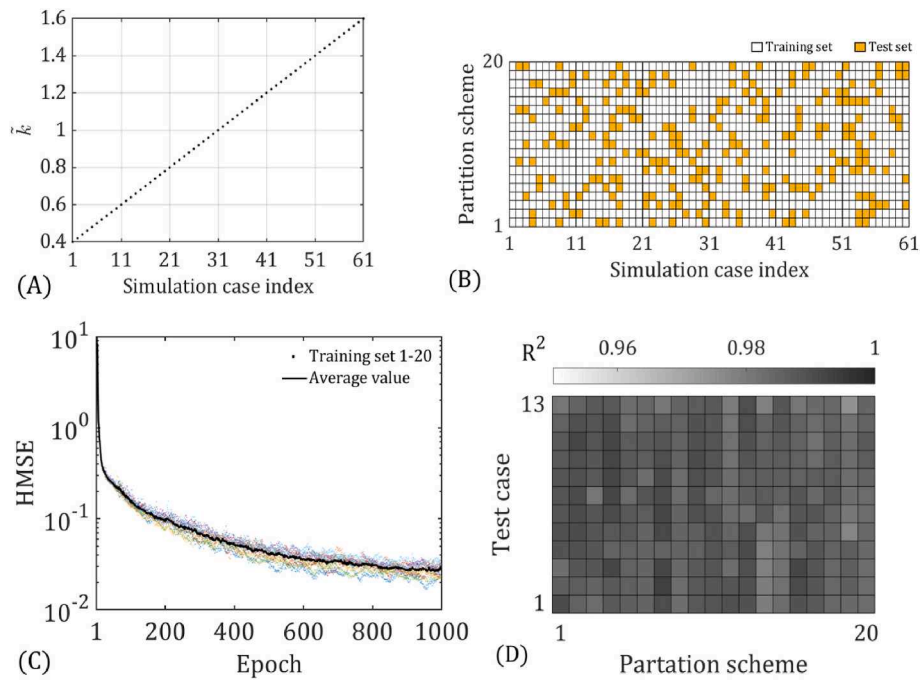 1.6
1.4
1.2
1
0.8
0.6
0.4
k̃
1 11 21 31 41 51 61
Simulation case index
(A)
Training set Test set
20
Partition scheme
1
1 11 21 31 41 51 61
Simulation case index
(B)
10^1
10^0
10^-1
10^-2
HMSE
Training set 1-20
Average value
1 200 400 600 800 1000
Epoch
(C)
R^2 0.96 0.98 1
13
Test case
1
1 20
Partation scheme
(D)